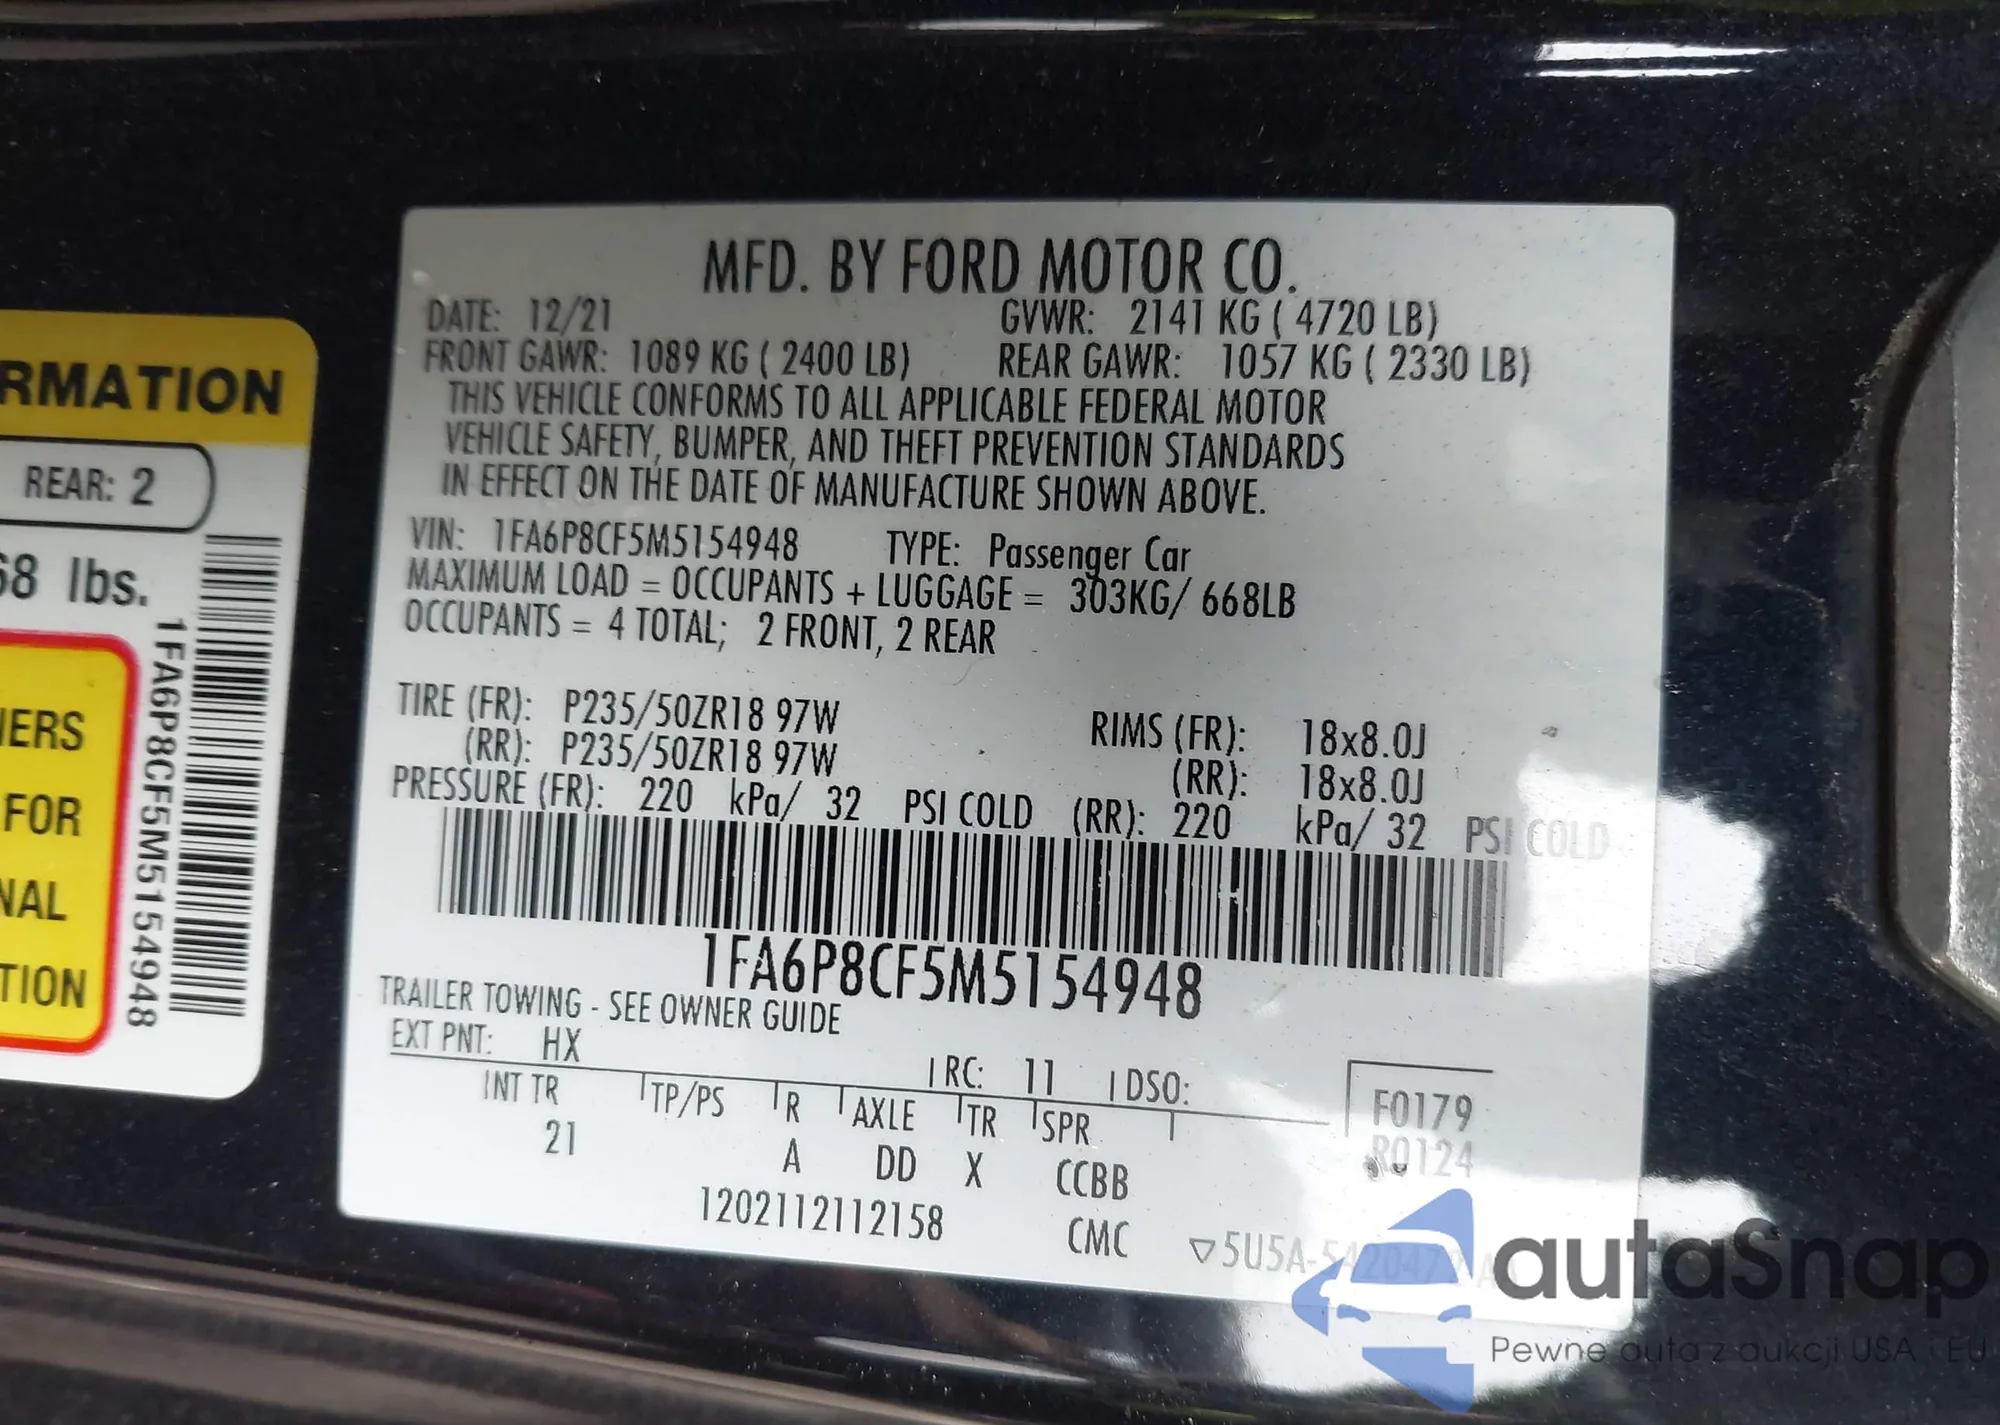 RMATION
REAR: 2
68 lbs.
1FA6P8CF5M5154948
NERS
FOR
NAL
TION
MFD. BY FORD MOTOR CO.
DATE: 12/21 GVWR: 2141 KG ( 4720 LB)
FRONT GAWR: 1089 KG ( 2400 LB) REAR GAWR: 1057 KG ( 2330 LB)
THIS VEHICLE CONFORMS TO ALL APPLICABLE FEDERAL MOTOR
VEHICLE SAFETY, BUMPER, AND THEFT PREVENTION STANDARDS
IN EFFECT ON THE DATE OF MANUFACTURE SHOWN ABOVE.
VIN: 1FA6P8CF5M5154948 TYPE: Passenger Car
MAXIMUM LOAD = OCCUPANTS + LUGGAGE = 303KG/ 668LB
OCCUPANTS = 4 TOTAL; 2 FRONT, 2 REAR
TIRE (FR): P235/50ZR18 97W RIMS (FR): 18x8.0J
(RR): P235/50ZR18 97W (RR): 18x8.0J
PRESSURE (FR): 220 kPa/ 32 PSI COLD (RR): 220 kPa/ 32 PSI COLD
1FA6P8CF5M5154948
TRAILER TOWING - SEE OWNER GUIDE
EXT PNT: HX RC: 11 DSO:
INT TR TP/PS R AXLE TR SPR F0179
21 A DD X CCBB R0124
1202112112158 CMC
autaSnap
Pewne auta z aukcji USA i EU